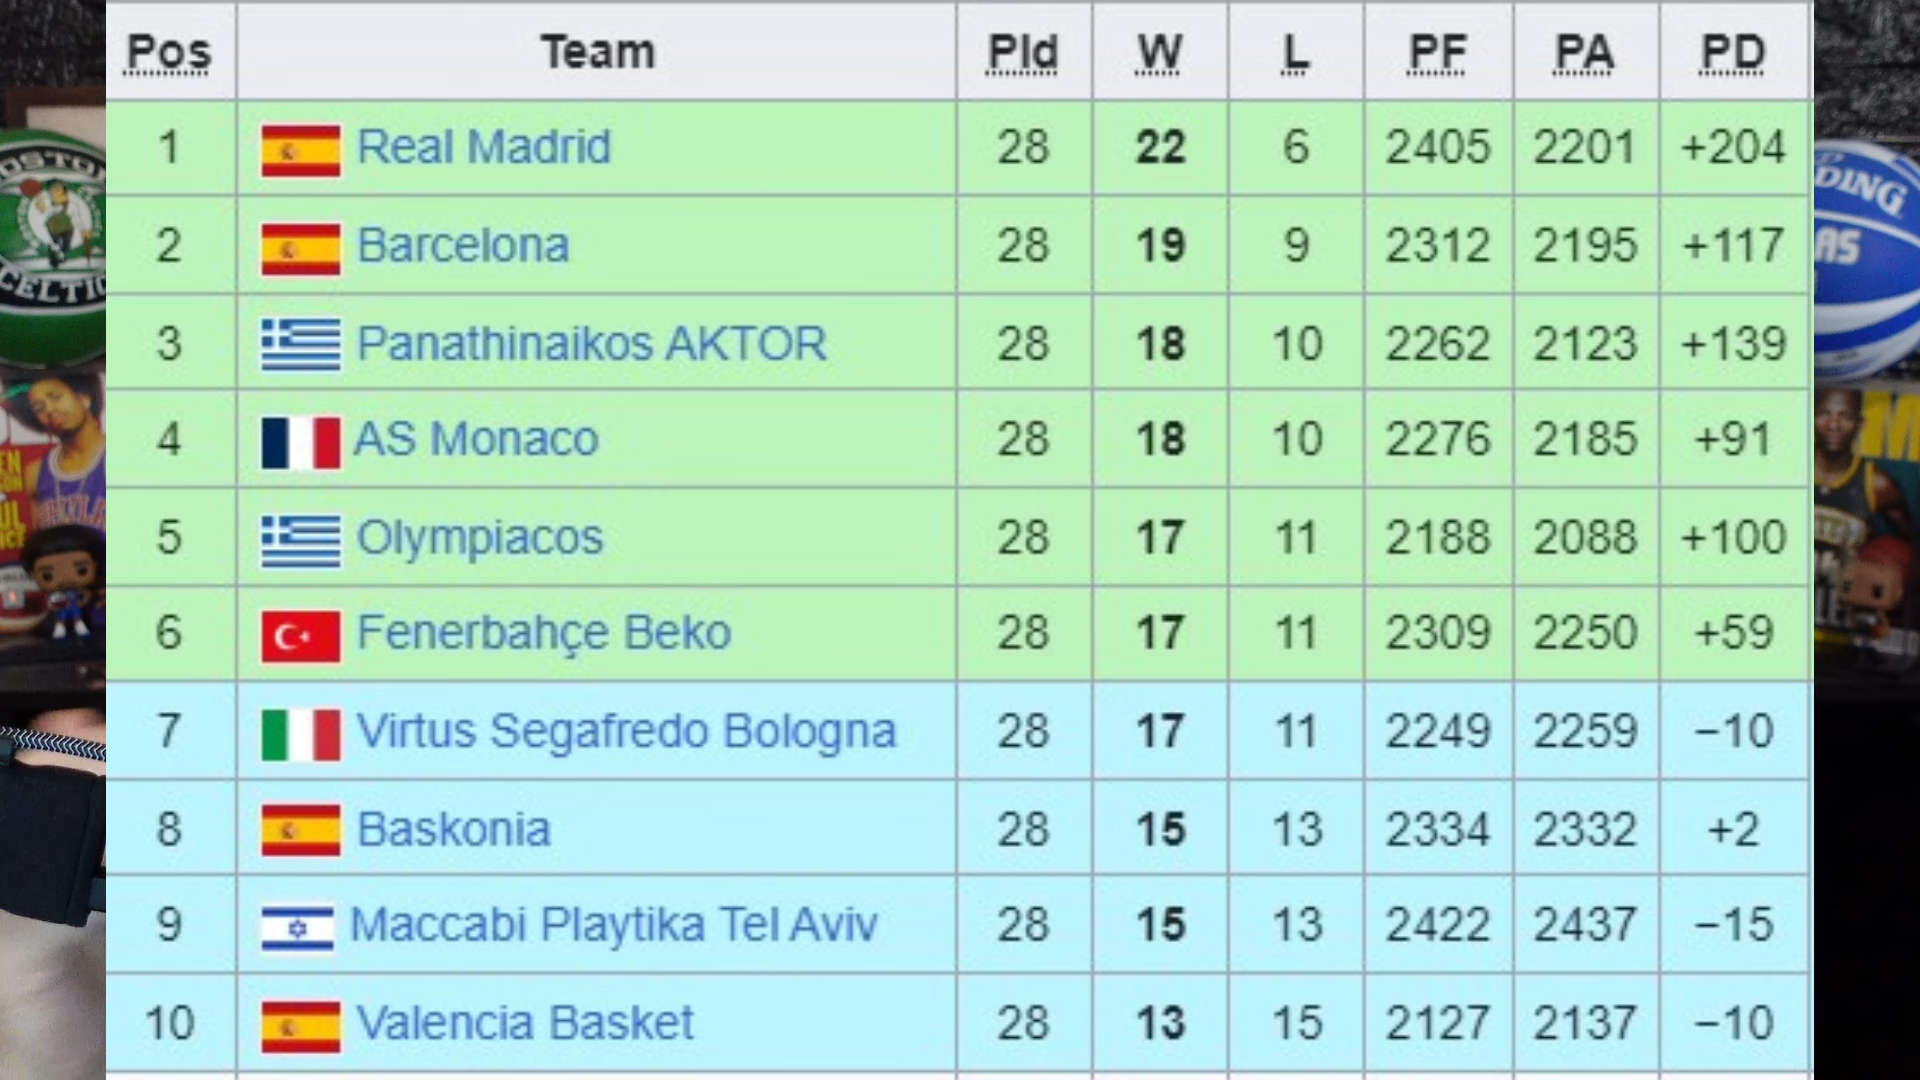 Pos Team Pld W L PF PA PD
1 Real Madrid 28 22 6 2405 2201 +204
2 Barcelona 28 19 9 2312 2195 +117
3 Panathinaikos AKTOR 28 18 10 2262 2123 +139
4 AS Monaco 28 18 10 2276 2185 +91
5 Olympiacos 28 17 11 2188 2088 +100
6 Fenerbahçe Beko 28 17 11 2309 2250 +59
7 Virtus Segafredo Bologna 28 17 11 2249 2259 −10
8 Baskonia 28 15 13 2334 2332 +2
9 Maccabi Playtika Tel Aviv 28 15 13 2422 2437 −15
10 Valencia Basket 28 13 15 2127 2137 −10
OSTO
CELTI
DING
AS